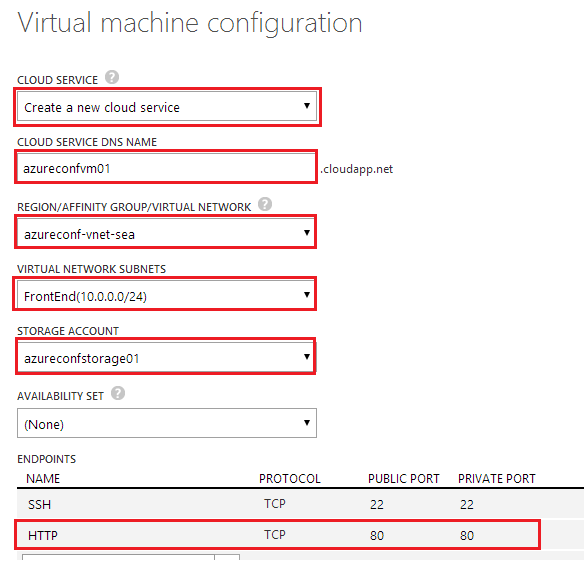 Virtual machine configuration
CLOUD SERVICE ?
Create a new cloud service
CLOUD SERVICE DNS NAME
azureconfvm01 .cloudapp.net
REGION/AFFINITY GROUP/VIRTUAL NETWORK ?
azureconf-vnet-sea
VIRTUAL NETWORK SUBNETS
FrontEnd(10.0.0.0/24)
STORAGE ACCOUNT
azureconfstorage01
AVAILABILITY SET ?
(None)
ENDPOINTS
NAME PROTOCOL PUBLIC PORT PRIVATE PORT
SSH TCP 22 22
HTTP TCP 80 80